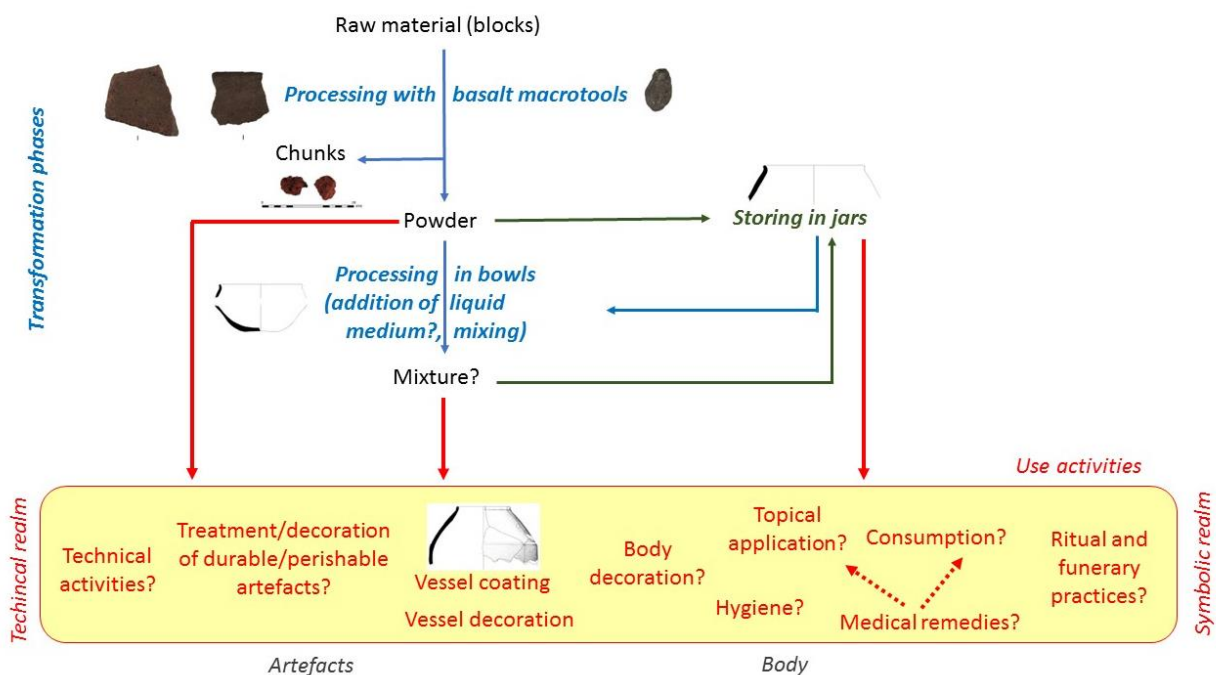 Raw material (blocks)
Processing with basalt macrotools
Transformation phases
Chunks
Powder
Storing in jars
Processing in bowls
(addition of liquid
medium?, mixing)
Mixture?
Use activities
Techincal realm
Technical
activities?
Treatment/decoration
of durable/perishable
artefacts?
Vessel coating
Vessel decoration
Body
decoration?
Topical
application?
Hygiene?
Consumption?
Medical remedies?
Ritual and
funerary
practices?
Symbolic realm
Artefacts
Body